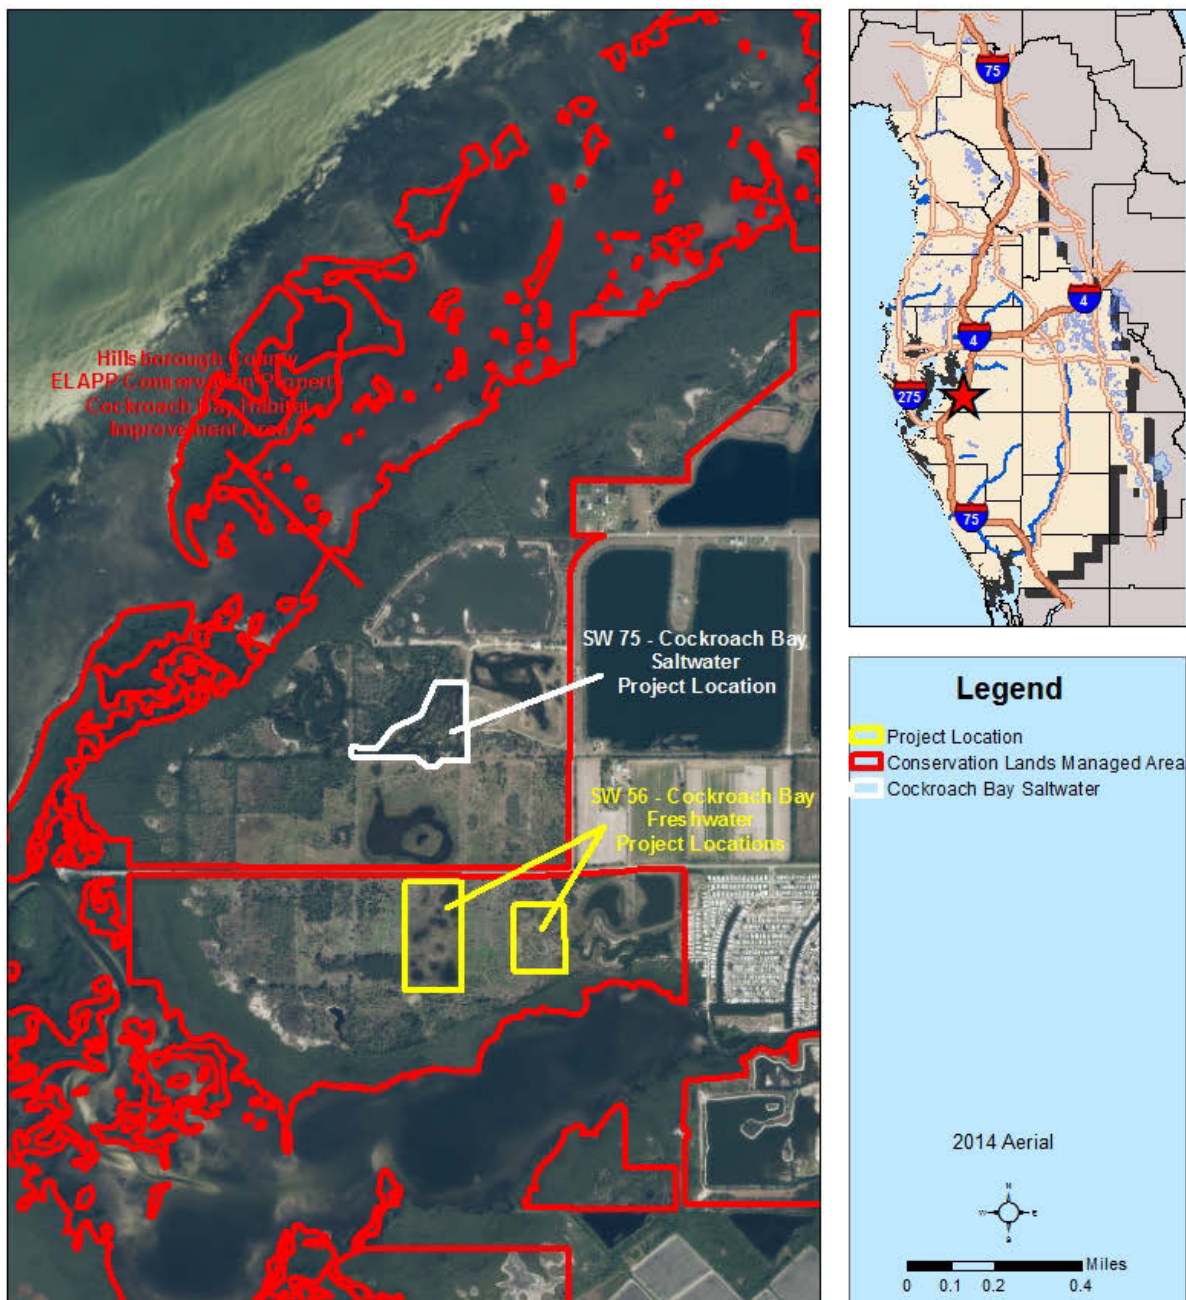 Hillsborough County
ELAPP Conservation Property
Cockroach Bay Habitat
Improvement Area
SW 75 - Cockroach Bay
Saltwater
Project Location
SW 56 - Cockroach Bay
Freshwater
Project Locations
75
4
4
275
75
Legend
Project Location
Conservation Lands Managed Area
Cockroach Bay Saltwater
2014 Aerial
N
W E
S
Miles
0 0.1 0.2 0.4